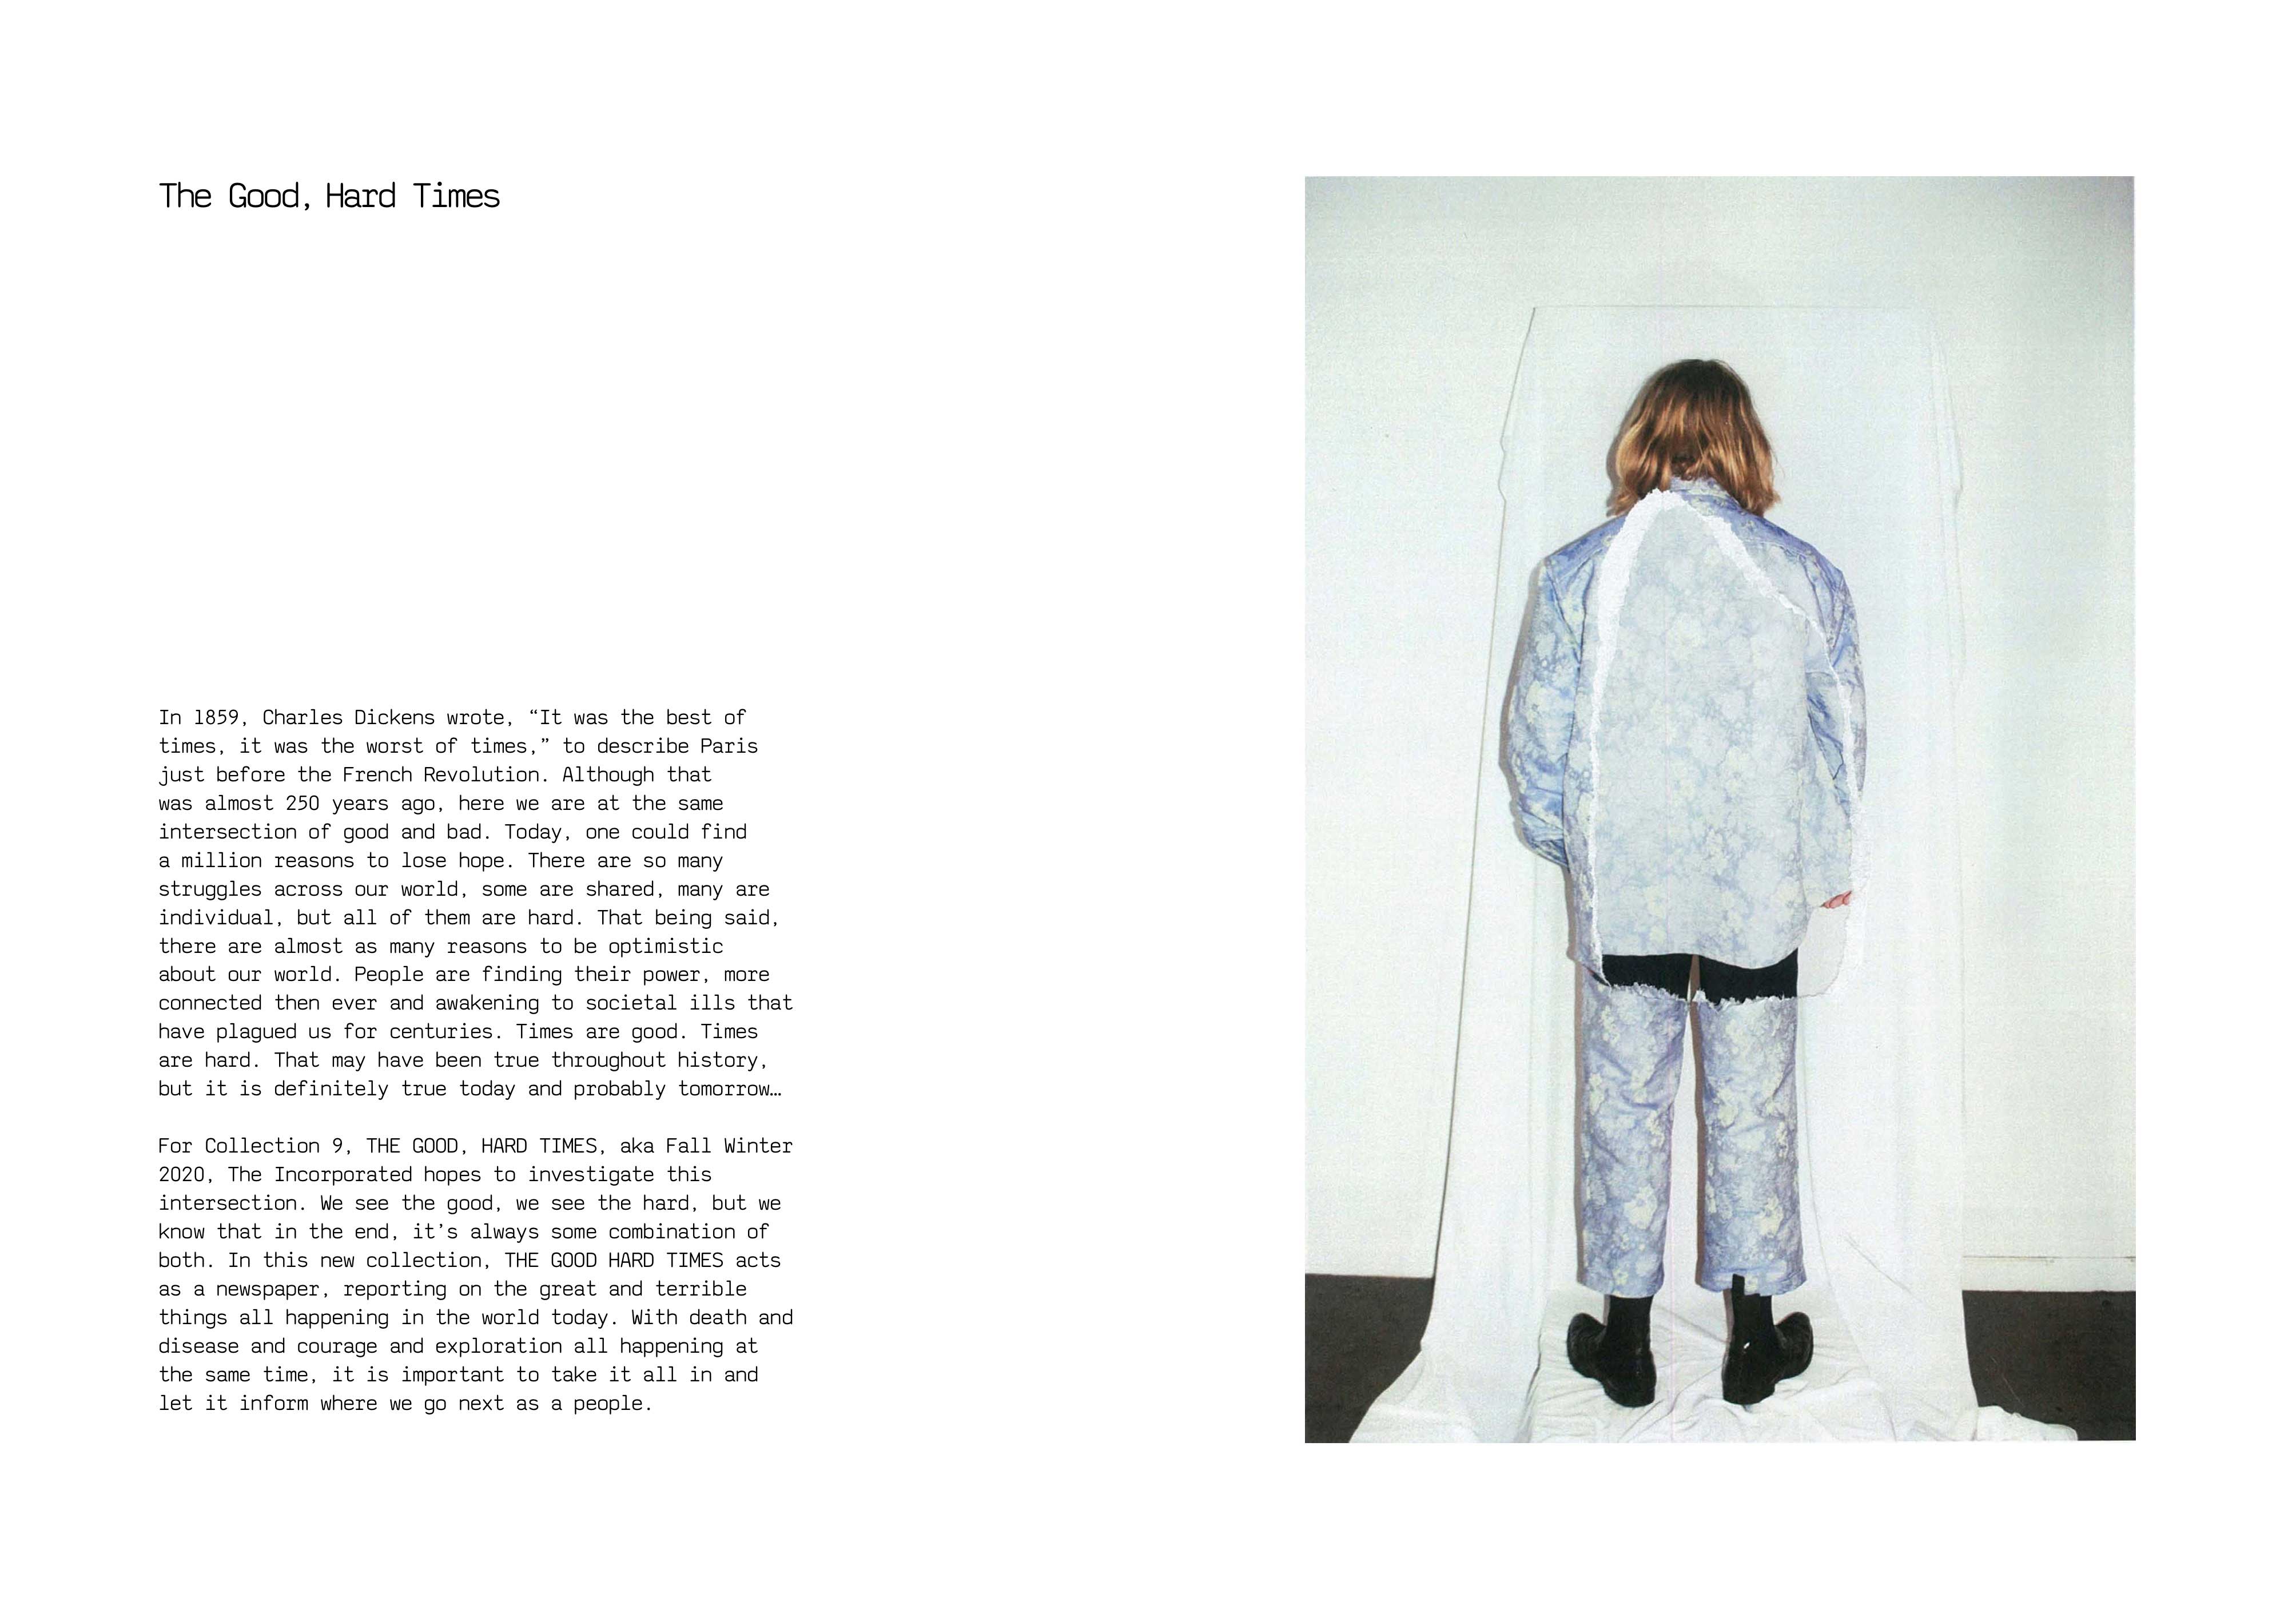 The Good, Hard Times
In 1859, Charles Dickens wrote, “It was the best of
times, it was the worst of times,” to describe Paris
just before the French Revolution. Although that
was almost 250 years ago, here we are at the same
intersection of good and bad. Today, one could find
a million reasons to lose hope. There are so many
struggles across our world, some are shared, many are
individual, but all of them are hard. That being said,
there are almost as many reasons to be optimistic
about our world. People are finding their power, more
connected then ever and awakening to societal ills that
have plagued us for centuries. Times are good. Times
are hard. That may have been true throughout history,
but it is definitely true today and probably tomorrow…
For Collection 9, THE GOOD, HARD TIMES, aka Fall Winter
2020, The Incorporated hopes to investigate this
intersection. We see the good, we see the hard, but we
know that in the end, it’s always some combination of
both. In this new collection, THE GOOD HARD TIMES acts
as a newspaper, reporting on the great and terrible
things all happening in the world today. With death and
disease and courage and exploration all happening at
the same time, it is important to take it all in and
let it inform where we go next as a people.